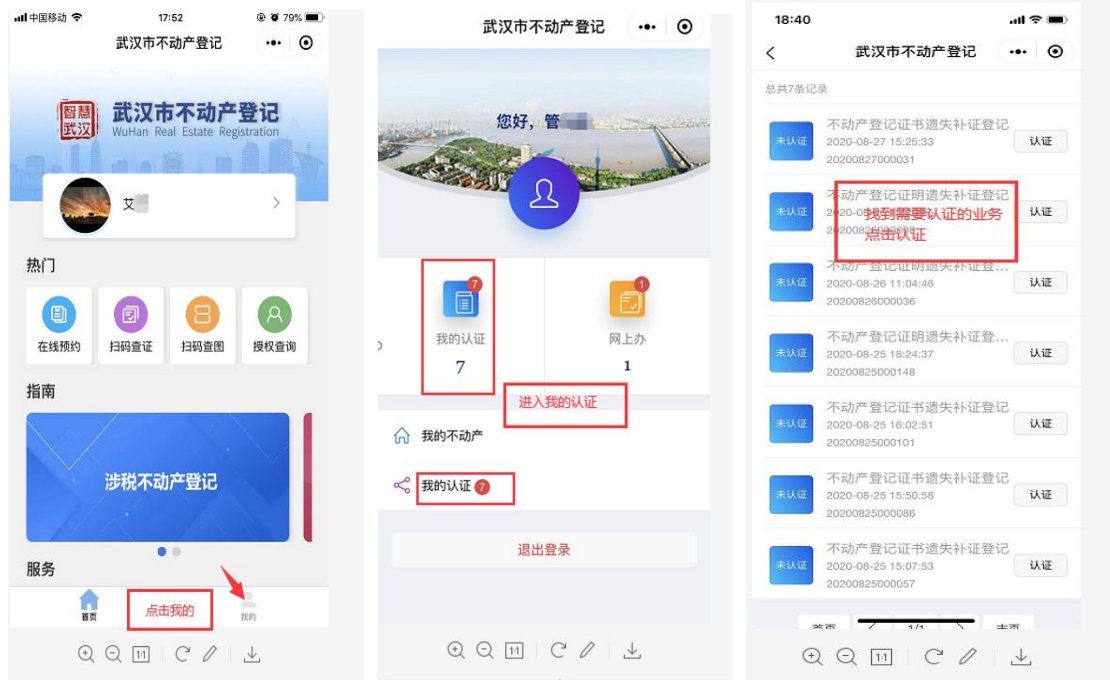 中国移动
17:52
79%
武汉市不动产登记
智慧武汉
武汉市不动产登记
WuHan Real Estate Registration
艾
热门
在线预约
扫码查证
扫码查图
授权查询
指南
涉税不动产登记
服务
首页
点击我的
我的
1:1
武汉市不动产登记
您好，管
7
我的认证
7
1
网上办
1
进入我的认证
我的不动产
我的认证 7
退出登录
1:1
18:40
武汉市不动产登记
总共7条记录
未认证
不动产登记证书遗失补证登记
2020-08-27 15:25:33
20200827000031
认证
未认证
不动产登记证明遗失补证登记
找到需要认证的业务
点击认证
认证
未认证
不动产登记证明遗失补证登...
2020-08-26 11:04:46
20200826000036
认证
未认证
不动产登记证明遗失补证登...
2020-08-25 18:24:37
20200825000148
认证
未认证
不动产登记证书遗失补证登记
2020-08-25 16:02:51
20200825000101
认证
未认证
不动产登记证书遗失补证登记
2020-08-25 15:50:58
20200825000086
认证
未认证
不动产登记证书遗失补证登记
2020-08-25 15:07:53
20200825000057
认证
首页
1/1
末页
1:1